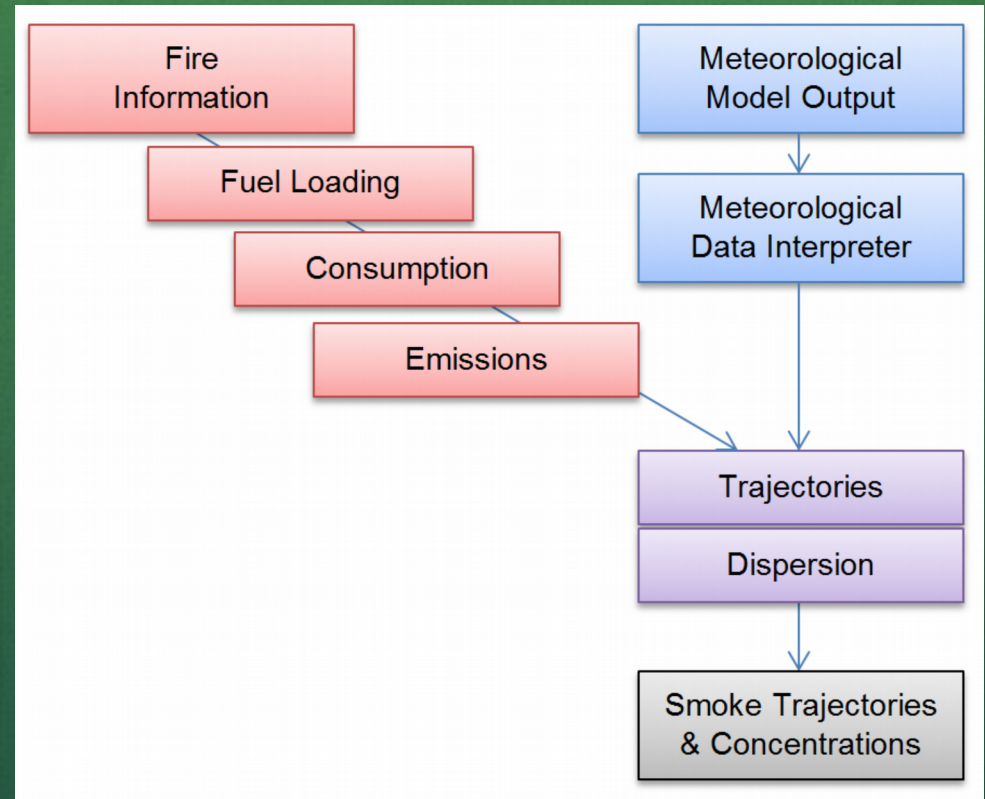 Fire
Information
Fuel Loading
Consumption
Emissions
Meteorological
Model Output
Meteorological
Data Interpreter
Trajectories
Dispersion
Smoke Trajectories
& Concentrations